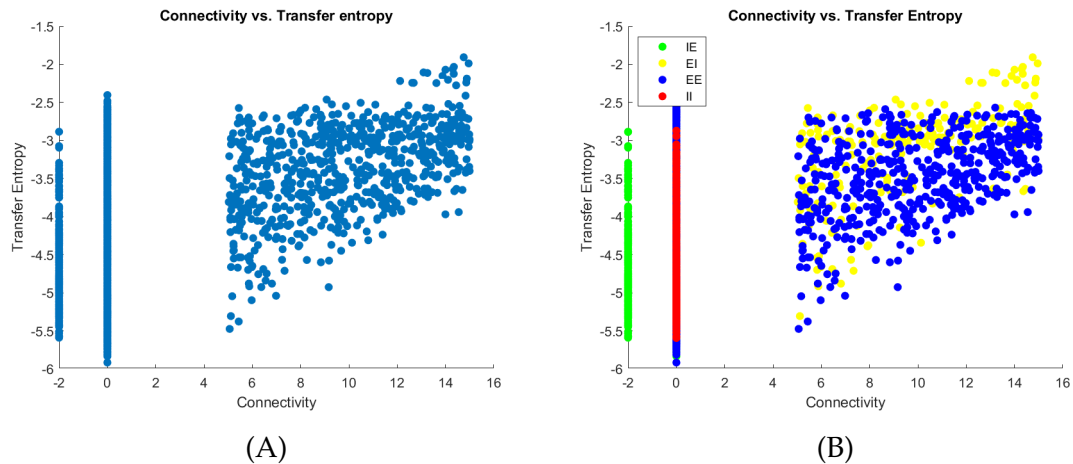 Connectivity vs. Transfer entropy
-1.5
-2
-2.5
-3
-3.5
-4
-4.5
-5
-5.5
-6
Transfer Entropy
-2 0 2 4 6 8 10 12 14 16
Connectivity
(A)
Connectivity vs. Transfer Entropy
-1.5
-2
-2.5
-3
-3.5
-4
-4.5
-5
-5.5
-6
Transfer Entropy
IE
EI
EE
II
-2 0 2 4 6 8 10 12 14 16
Connectivity
(B)